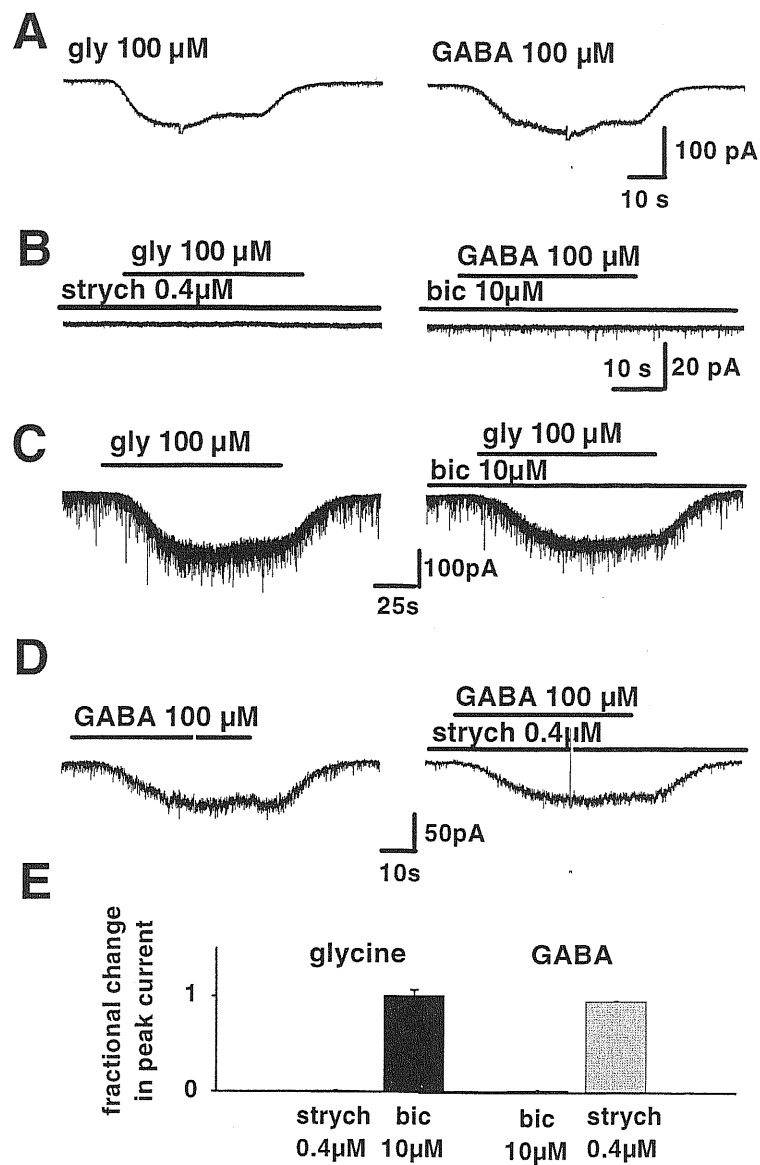 A
gly 100 µM
GABA 100 µM
100 pA
10 s
B
gly 100 µM
strych 0.4µM
GABA 100 µM
bic 10µM
10 s
20 pA
C
gly 100 µM
gly 100 µM
bic 10µM
100pA
25s
D
GABA 100 µM
GABA 100 µM
strych 0.4µM
50pA
10s
E
fractional change
in peak current
glycine
GABA
1
0
strych
0.4µM
bic
10µM
bic
10µM
strych
0.4µM